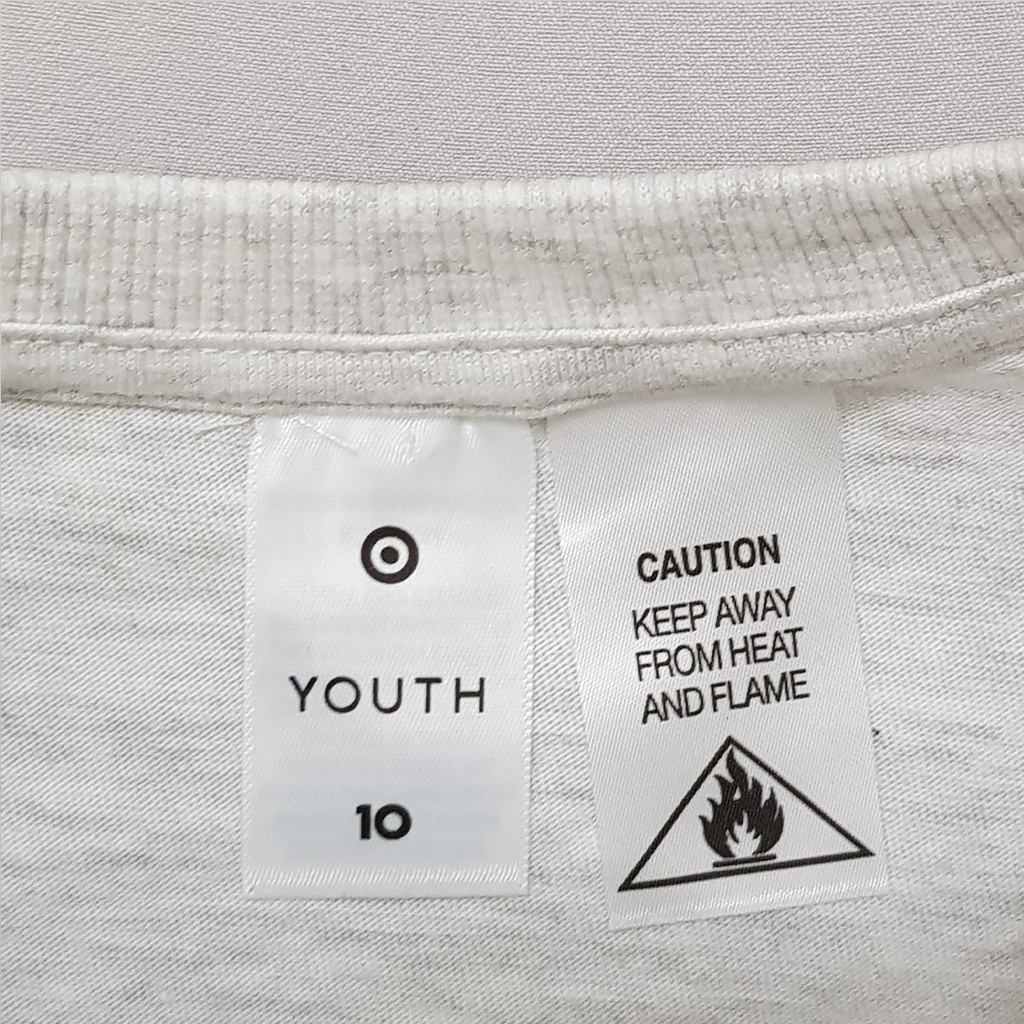 YOUTH
10
CAUTION
KEEP AWAY
FROM HEAT
AND FLAME